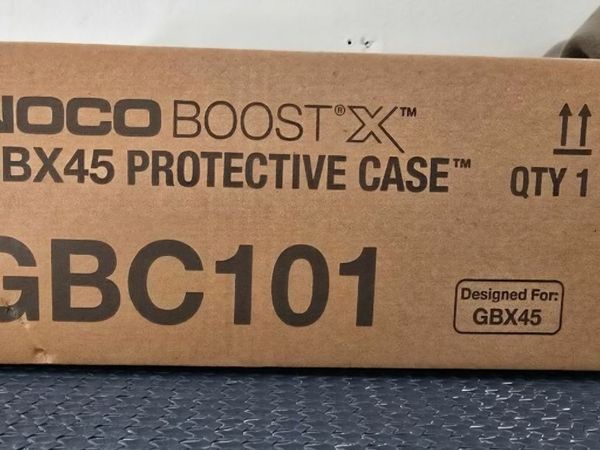 NOCO BOOST® X™
GBX45 PROTECTIVE CASE™
QTY 1
GBC101
Designed For:
GBX45